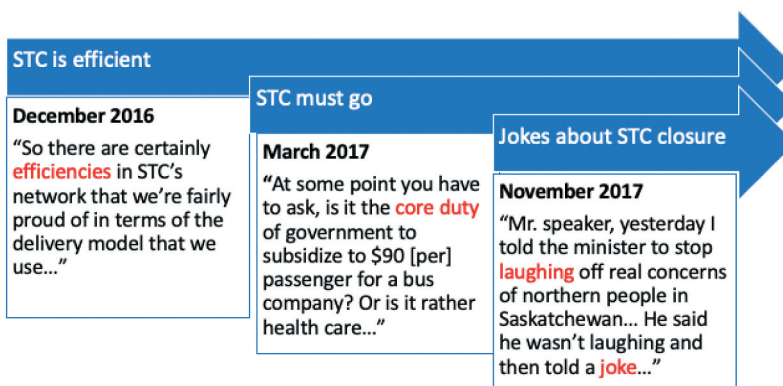 STC is efficient
December 2016
“So there are certainly
efficiencies in STC’s
network that we’re fairly
proud of in terms of the
delivery model that we
use...”
STC must go
March 2017
“At some point you have
to ask, is it the core duty
of government to
subsidize to $90 [per]
passenger for a bus
company? Or is it rather
health care...”
Jokes about STC closure
November 2017
“Mr. speaker, yesterday I
told the minister to stop
laughing off real concerns
of northern people in
Saskatchewan... He said
he wasn’t laughing and
then told a joke...”